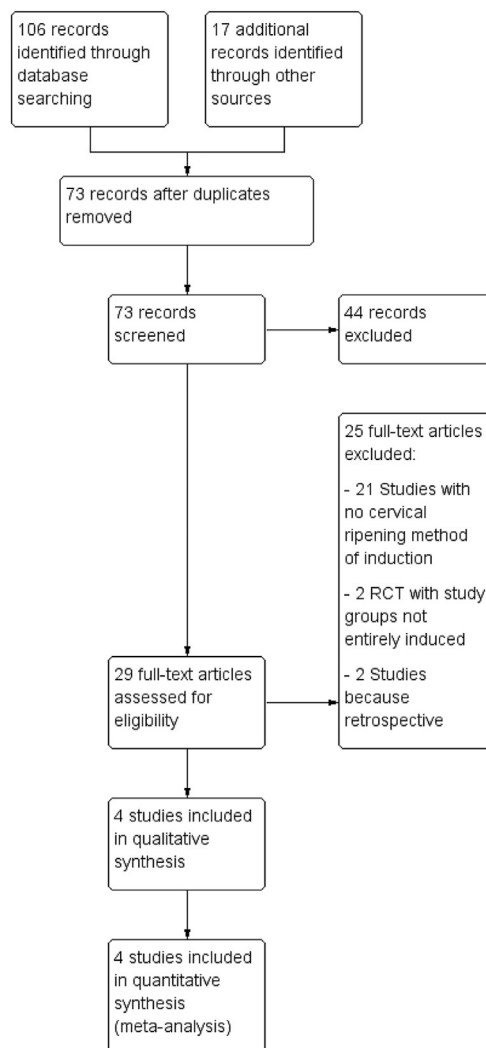 106 records
identified through
database
searching
17 additional
records identified
through other
sources
73 records after duplicates
removed
73 records
screened
44 records
excluded
25 full-text articles
excluded:
- 21 Studies with
no cervical
ripening method
of induction
- 2 RCT with study
groups not
entirely induced
- 2 Studies
because
retrospective
29 full-text articles
assessed for
eligibility
4 studies included
in qualitative
synthesis
4 studies included
in quantitative
synthesis
(meta-analysis)